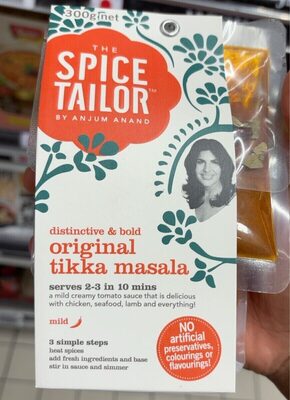 300g℮net
THE
SPICE
TAILOR™
BY ANJUM ANAND
distinctive & bold
original
tikka masala
serves 2-3 in 10 mins
a mild creamy tomato sauce that is delicious
with chicken, seafood, lamb and everything!
mild
3 simple steps
heat spices
add fresh ingredients and base
stir in sauce and simmer
NO
artificial
preservatives,
colourings or
flavourings!